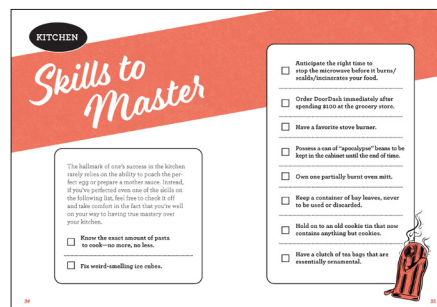 KITCHEN
Skills to
Master
The hallmark of one's success in the kitchen
rarely relies on the ability to poach the per-
fect egg or prepare a mother sauce. Instead,
if you've perfected even one of the skills on
the following list, feel free to check it off
and take comfort in the fact that you're well
on your way to having true mastery over
your kitchen.
Know the exact amount of pasta
to cook—no more, no less.
Fix weird-smelling ice cubes.
34
Anticipate the right time to
stop the microwave before it burns/
scalds/incinerates your food.
Order DoorDash immediately after
spending $100 at the grocery store.
Have a favorite stove burner.
Possess a can of "apocalypse" beans to be
kept in the cabinet until the end of time.
Own one partially burnt oven mitt.
Keep a container of bay leaves, never
to be used or discarded.
Hold on to an old cookie tin that now
contains anything but cookies.
Have a clutch of tea bags that are
essentially ornamental.
35